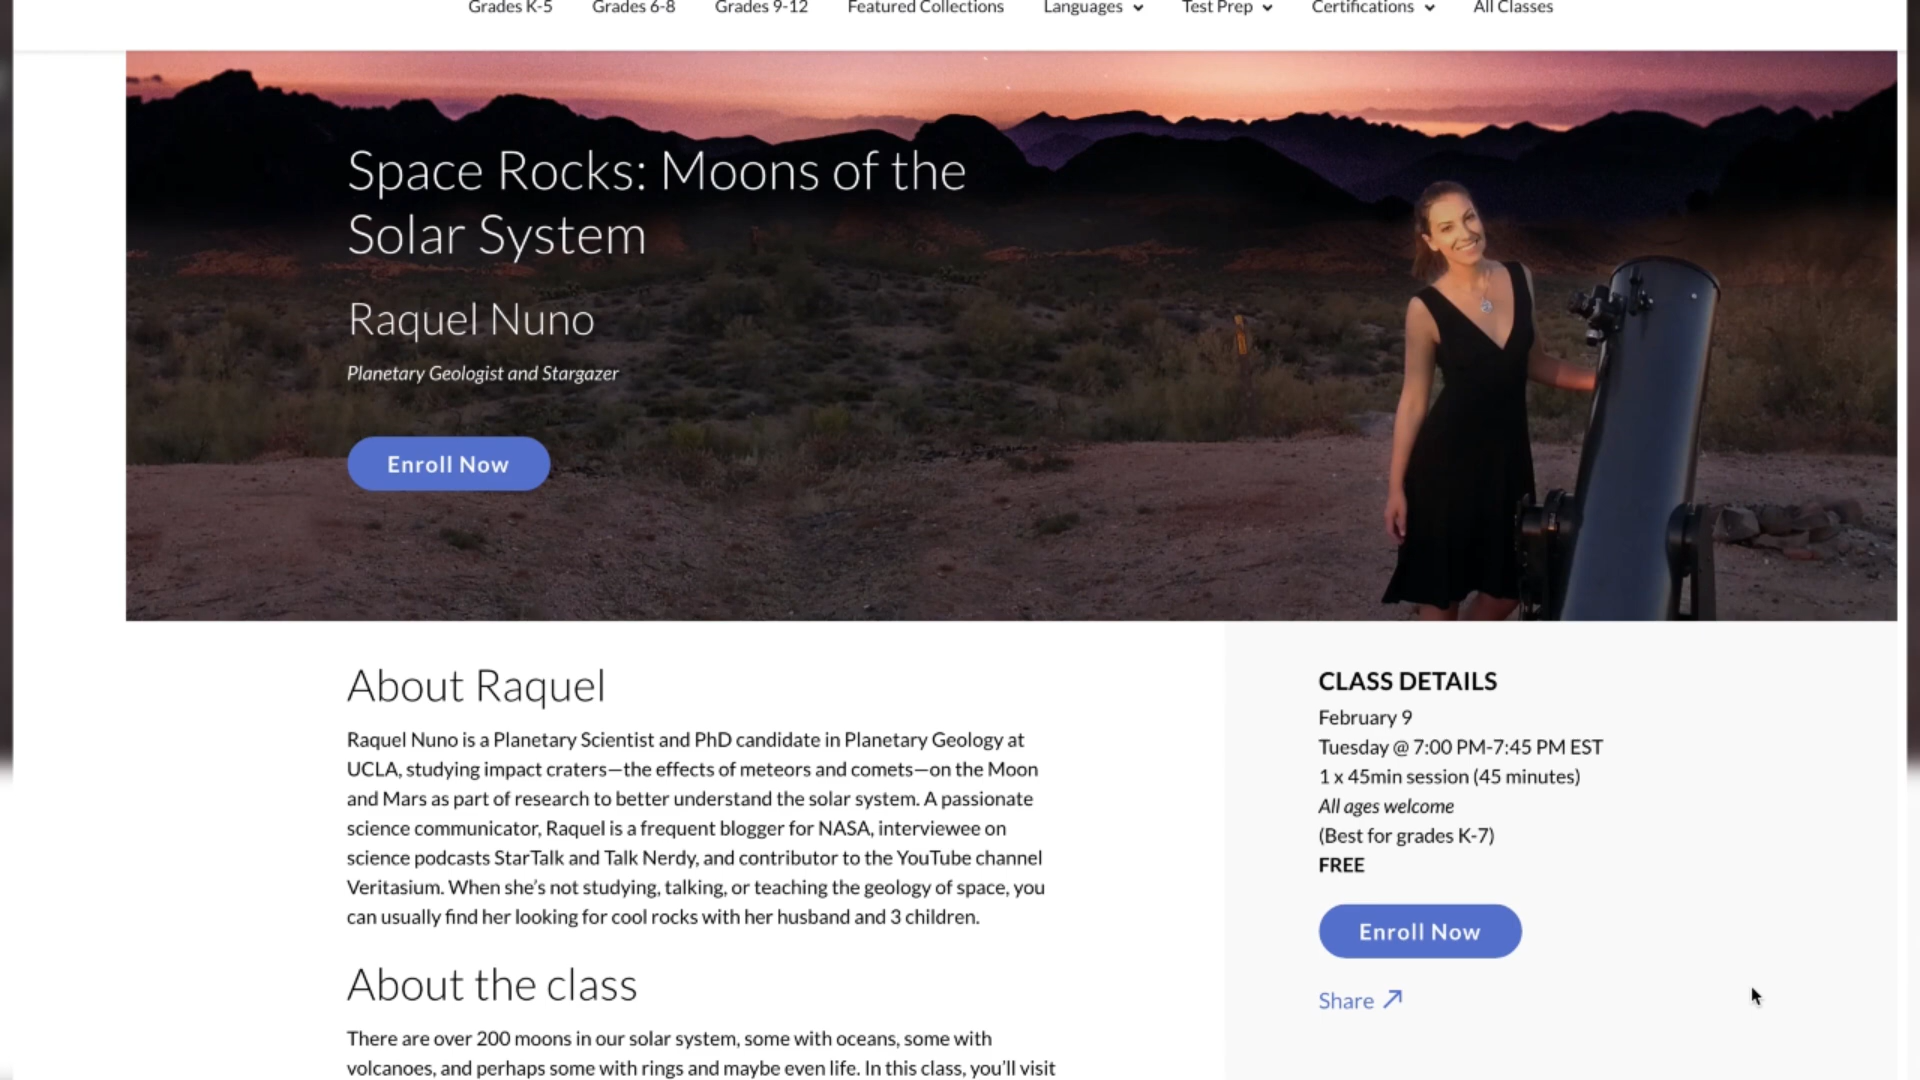 Grades K-5 Grades 6-8 Grades 9-12 Featured Collections Languages Test Prep Certifications All Classes
Space Rocks: Moons of the
Solar System
Raquel Nuno
Planetary Geologist and Stargazer
Enroll Now
About Raquel
Raquel Nuno is a Planetary Scientist and PhD candidate in Planetary Geology at
UCLA, studying impact craters—the effects of meteors and comets—on the Moon
and Mars as part of research to better understand the solar system. A passionate
science communicator, Raquel is a frequent blogger for NASA, interviewee on
science podcasts StarTalk and Talk Nerdy, and contributor to the YouTube channel
Veritasium. When she's not studying, talking, or teaching the geology of space, you
can usually find her looking for cool rocks with her husband and 3 children.
About the class
There are over 200 moons in our solar system, some with oceans, some with
volcanoes, and perhaps some with rings and maybe even life. In this class, you'll visit
CLASS DETAILS
February 9
Tuesday @ 7:00 PM-7:45 PM EST
1 x 45min session (45 minutes)
All ages welcome
(Best for grades K-7)
FREE
Enroll Now
Share